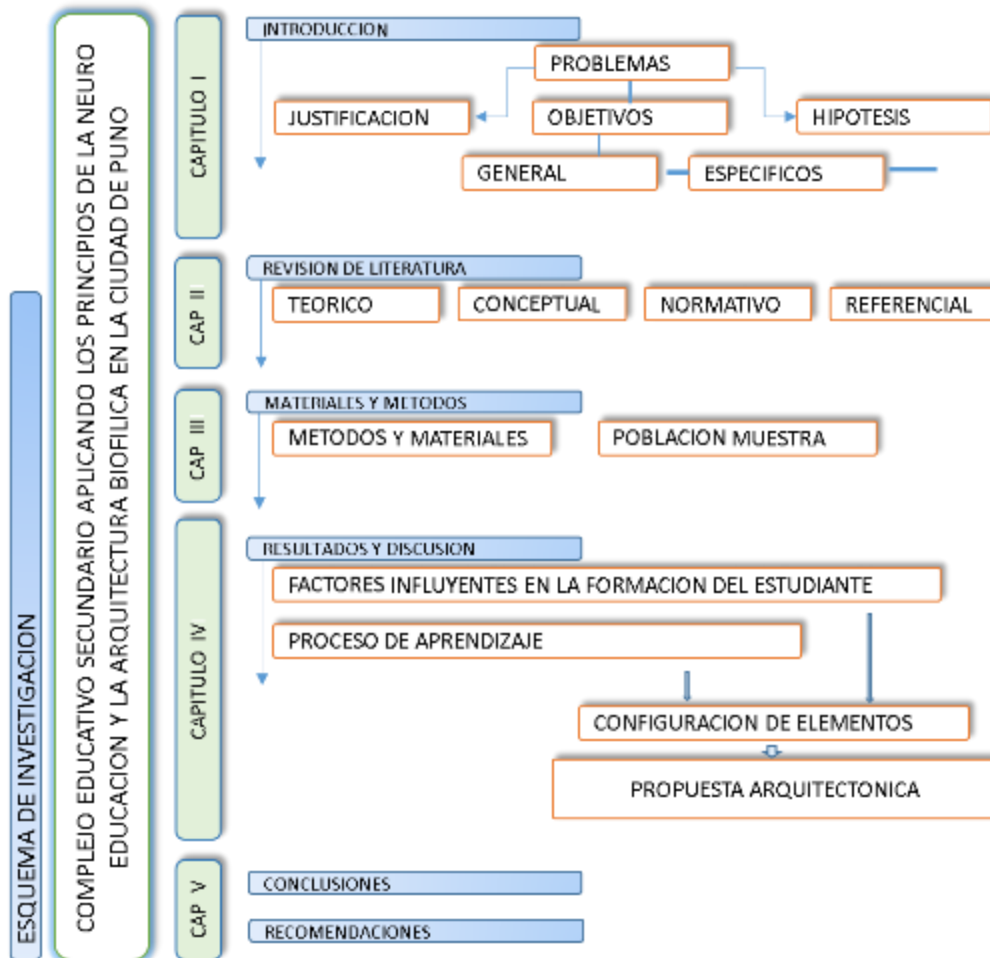 ESQUEMA DE INVESTIGACION
COMPLEJO EDUCATIVO SECUNDARIO APLICANDO LOS PRINCIPIOS DE LA NEURO
EDUCACION Y LA ARQUITECTURA BIOFILICA EN LA CIUDAD DE PUNO
CAPITULO I
INTRODUCCION
PROBLEMAS
JUSTIFICACION
OBJETIVOS
HIPOTESIS
GENERAL
ESPECIFICOS
CAP II
REVISION DE LITERATURA
TEORICO
CONCEPTUAL
NORMATIVO
REFERENCIAL
CAP III
MATERIALES Y METODOS
METODOS Y MATERIALES
POBLACION MUESTRA
CAPITULO IV
RESULTADOS Y DISCUSION
FACTORES INFLUYENTES EN LA FORMACION DEL ESTUDIANTE
PROCESO DE APRENDIZAJE
CONFIGURACION DE ELEMENTOS
PROPUESTA ARQUITECTONICA
CAP V
CONCLUSIONES
RECOMENDACIONES